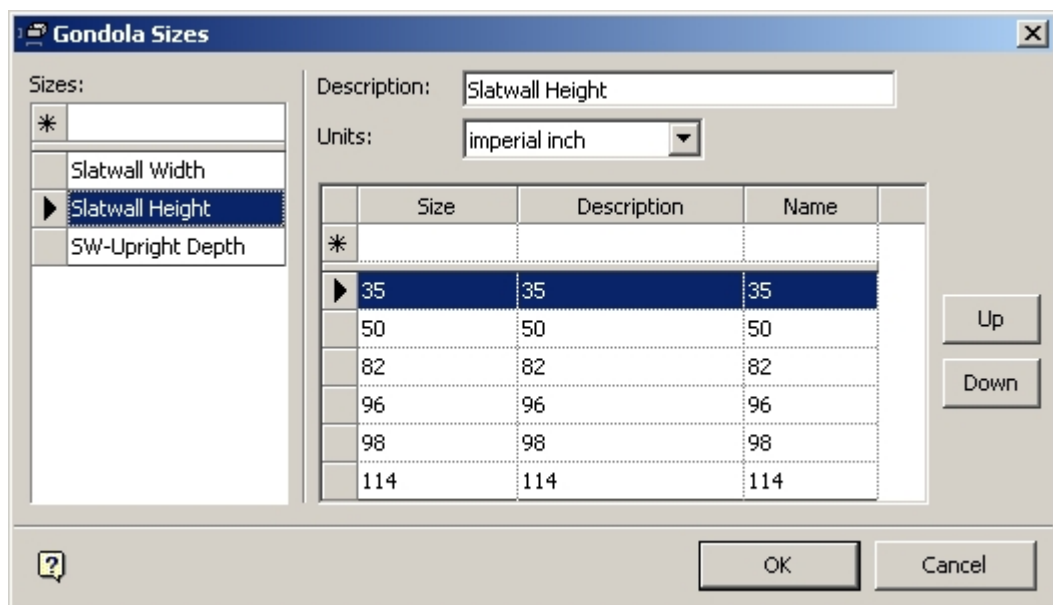 Gondola Sizes
Sizes:
*
Slatwall Width
Slatwall Height
SW-Upright Depth
Description: Slatwall Height
Units: imperial inch
Size Description Name
*
35 35 35
50 50 50
82 82 82
96 96 96
98 98 98
114 114 114
Up
Down
?
OK Cancel